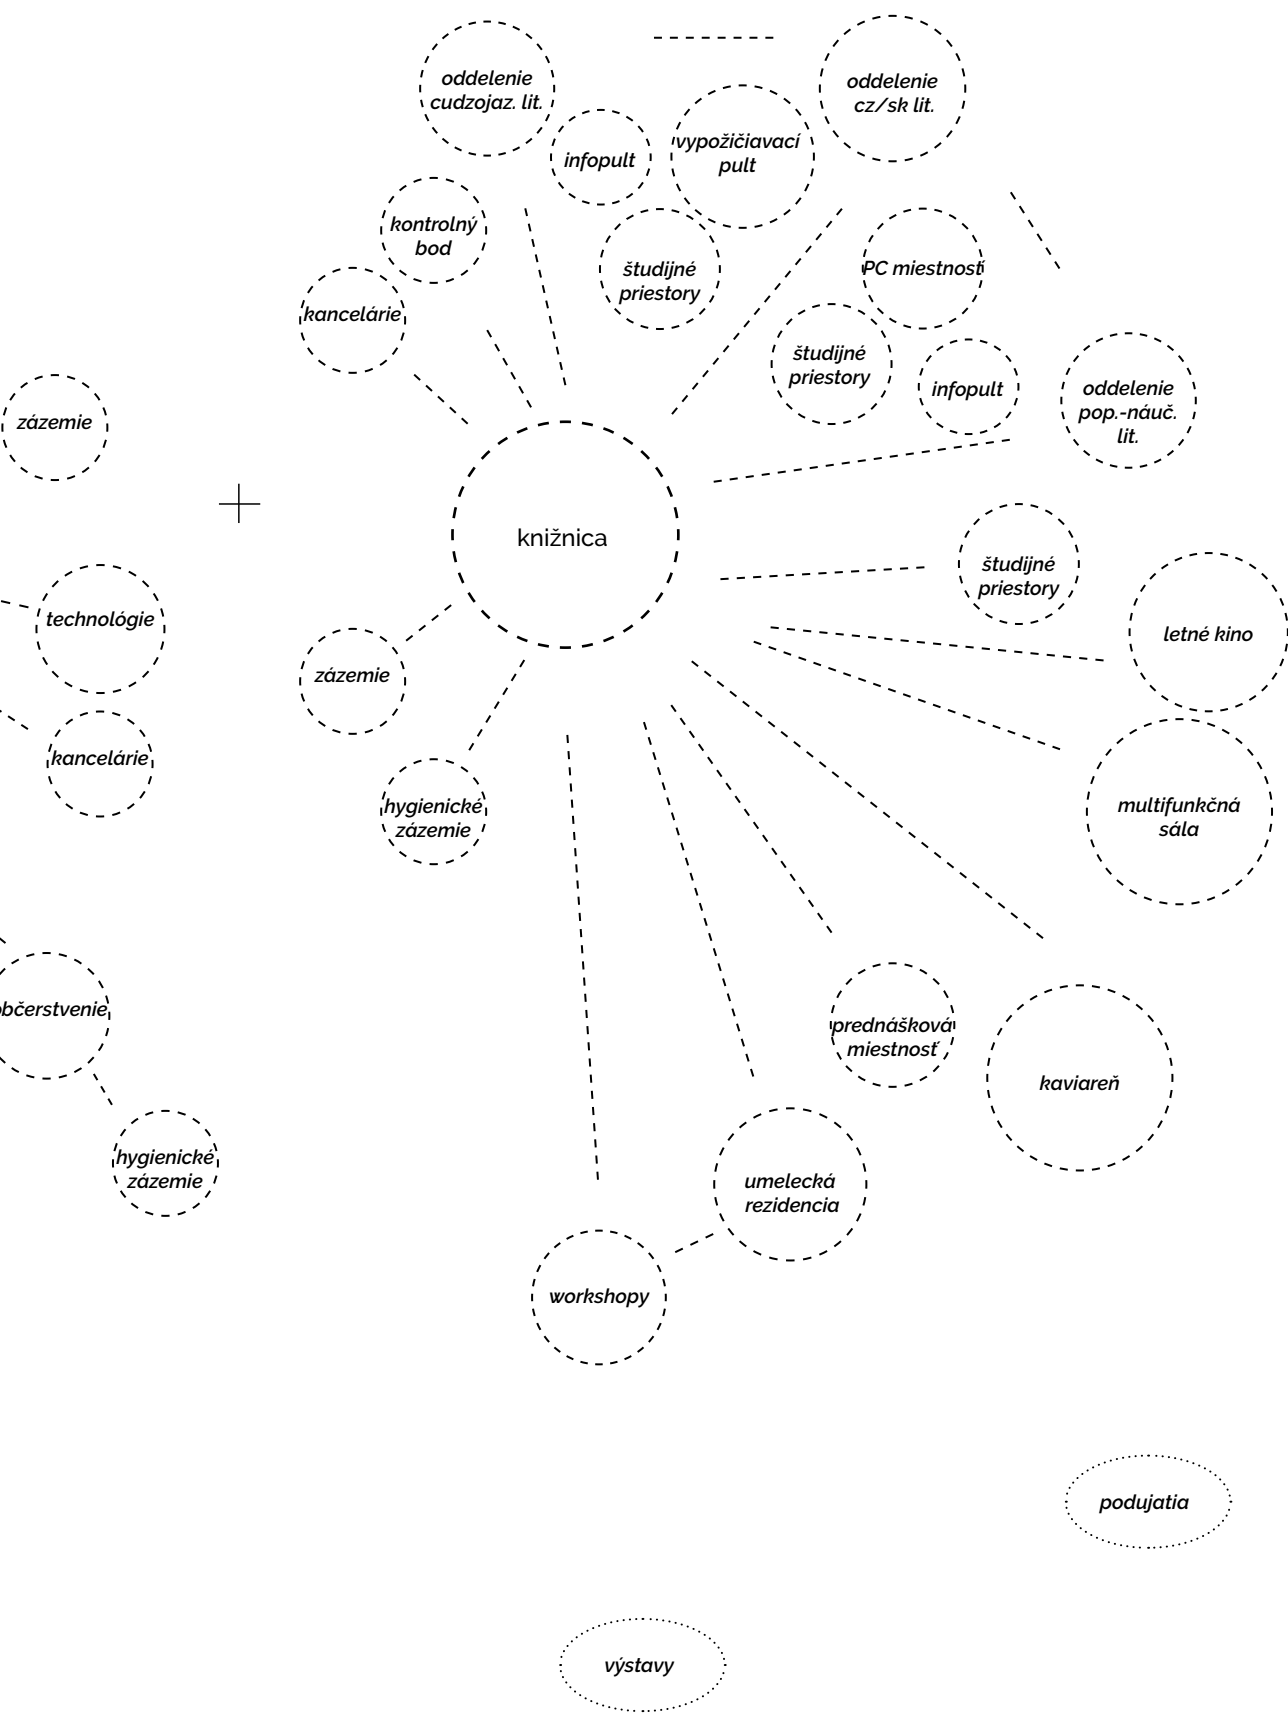 oddelenie
cudzojaz. lit.
oddelenie
cz/sk lit.
infopult
vypožičiavací
pult
kontrolný
bod
študijné
priestory
PC miestnosť
kancelárie
študijné
priestory
infopult
oddelenie
pop.-náuč.
lit.
zázemie
knižnica
študijné
priestory
technológie
letné kino
zázemie
kancelárie
hygienické
zázemie
multifunkčná
sála
občerstvenie
prednášková
miestnosť
kaviareň
hygienické
zázemie
umelecká
rezidencia
workshopy
podujatia
výstavy